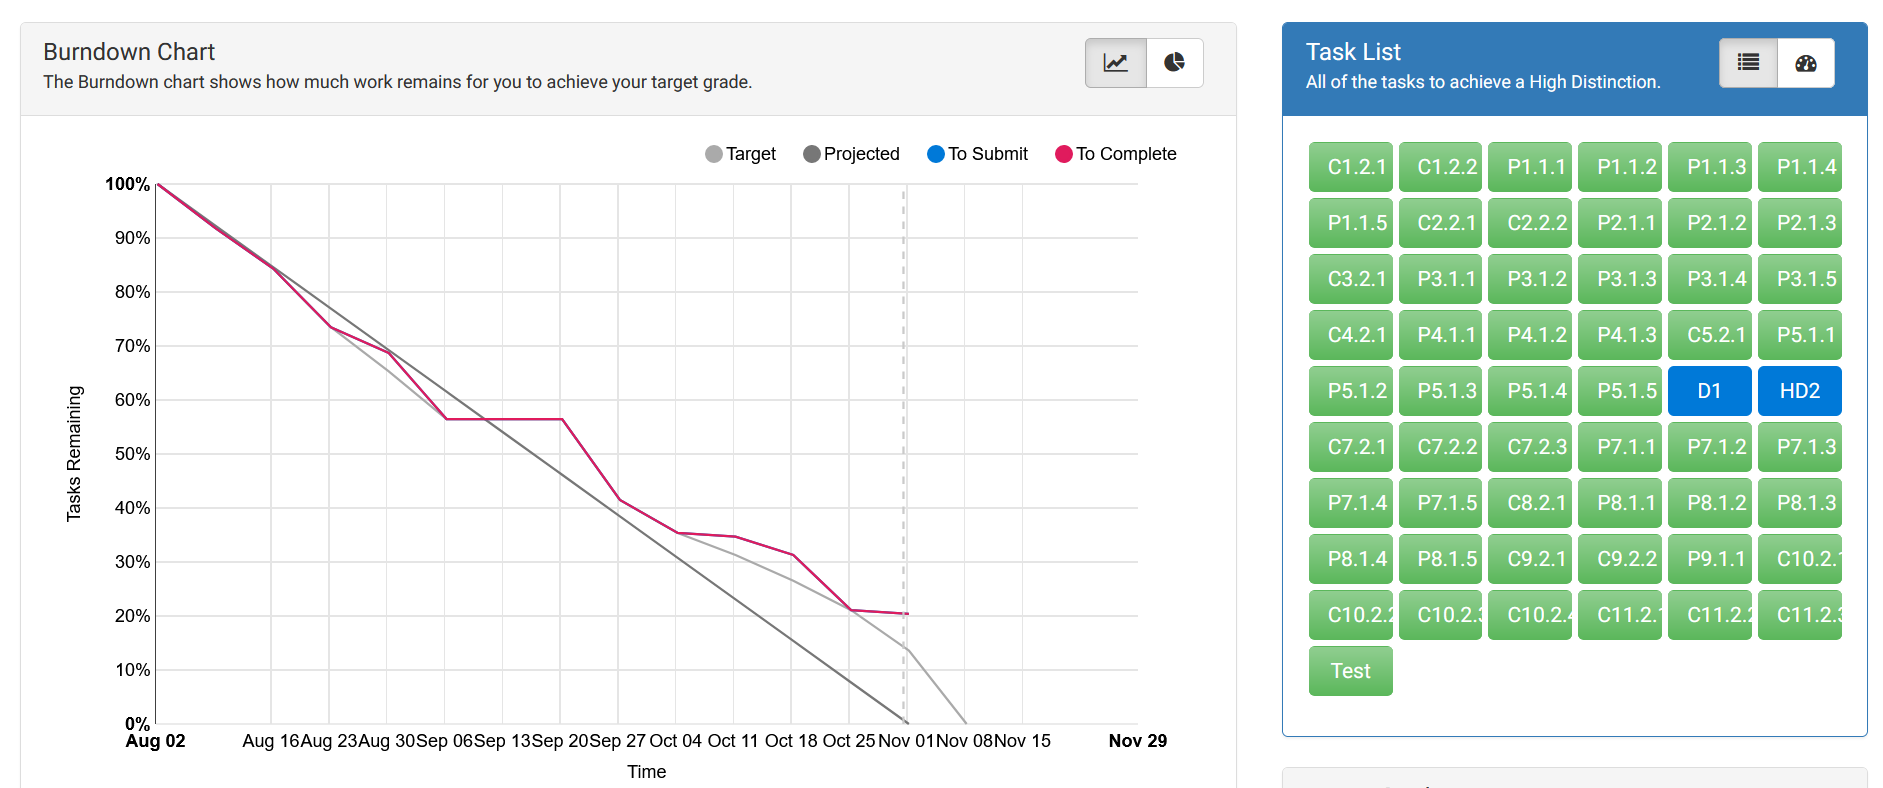 Burndown Chart
The Burndown chart shows how much work remains for you to achieve your target grade.
Target Projected To Submit To Complete
100%
90%
80%
70%
60%
50%
40%
30%
20%
10%
0%
Tasks Remaining
Aug 02 Aug 16 Aug 23 Aug 30 Sep 06 Sep 13 Sep 20 Sep 27 Oct 04 Oct 11 Oct 18 Oct 25 Nov 01 Nov 08 Nov 15 Nov 29
Time
Task List
All of the tasks to achieve a High Distinction.
C1.2.1 C1.2.2 P1.1.1 P1.1.2 P1.1.3 P1.1.4
P1.1.5 C2.2.1 C2.2.2 P2.1.1 P2.1.2 P2.1.3
C3.2.1 P3.1.1 P3.1.2 P3.1.3 P3.1.4 P3.1.5
C4.2.1 P4.1.1 P4.1.2 P4.1.3 C5.2.1 P5.1.1
P5.1.2 P5.1.3 P5.1.4 P5.1.5 D1 HD2
C7.2.1 C7.2.2 C7.2.3 P7.1.1 P7.1.2 P7.1.3
P7.1.4 P7.1.5 C8.2.1 P8.1.1 P8.1.2 P8.1.3
P8.1.4 P8.1.5 C9.2.1 C9.2.2 P9.1.1 C10.2.1
C10.2.2 C10.2.3 C10.2.4 C11.2.1 C11.2.2 C11.2.3
Test